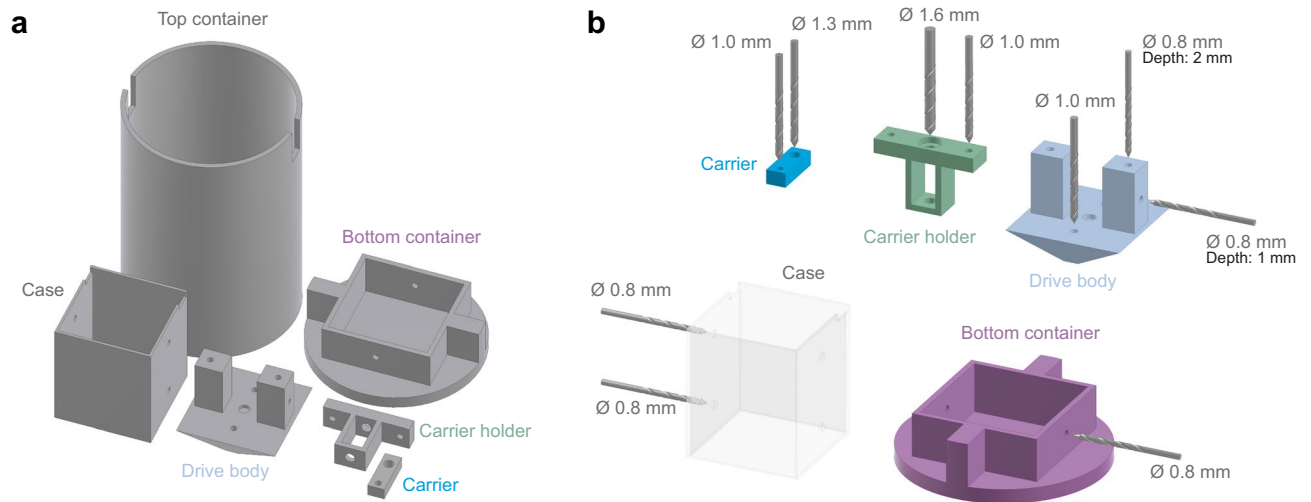 a
Top container
Case
Bottom container
Drive body
Carrier holder
Carrier
b
Ø 1.0 mm
Ø 1.3 mm
Ø 1.6 mm
Ø 1.0 mm
Ø 0.8 mm
Depth: 2 mm
Ø 1.0 mm
Carrier
Carrier holder
Ø 0.8 mm
Depth: 1 mm
Drive body
Case
Ø 0.8 mm
Ø 0.8 mm
Bottom container
Ø 0.8 mm